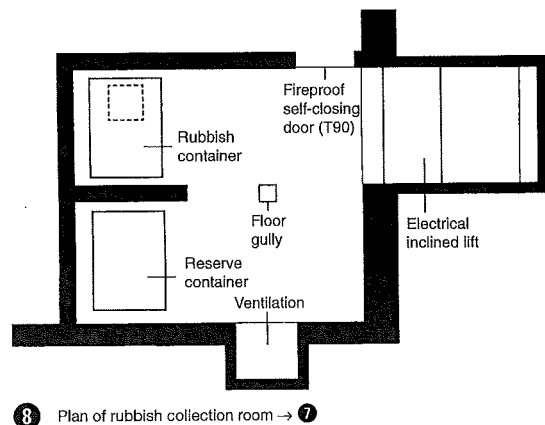 Fireproof
self-closing
door (T90)
Rubbish
container
Floor
gully
Electrical
inclined lift
Reserve
container
Ventilation
8 Plan of rubbish collection room → 7